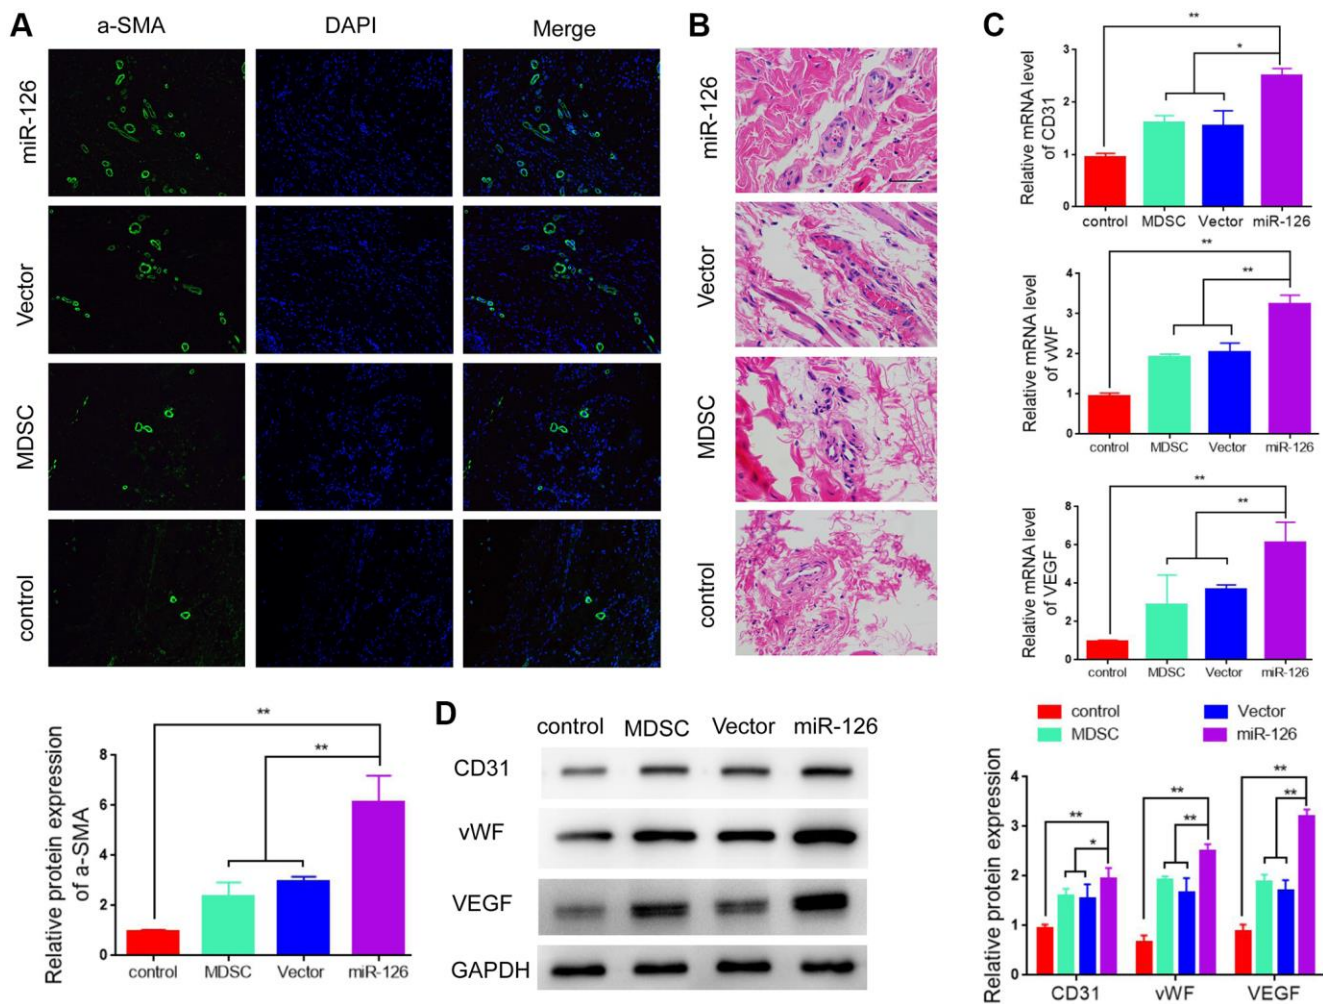 A
a-SMA
DAPI
Merge
miR-126
Vector
MDSC
control
B
miR-126
Vector
MDSC
control
C
**
*
Relative mRNA level
of CD31
3
2
1
0
control
MDSC
Vector
miR-126
**
**
Relative mRNA level
of vWF
4
3
2
1
0
control
MDSC
Vector
miR-126
**
**
Relative mRNA level
of VEGF
8
6
4
2
0
control
MDSC
Vector
miR-126
**
**
Relative protein expression
of a-SMA
8
6
4
2
0
control
MDSC
Vector
miR-126
D
control
MDSC
Vector
miR-126
CD31
vWF
VEGF
GAPDH
control
Vector
MDSC
miR-126
Relative protein expression
4
3
2
1
0
**
*
**
**
**
**
CD31
vWF
VEGF